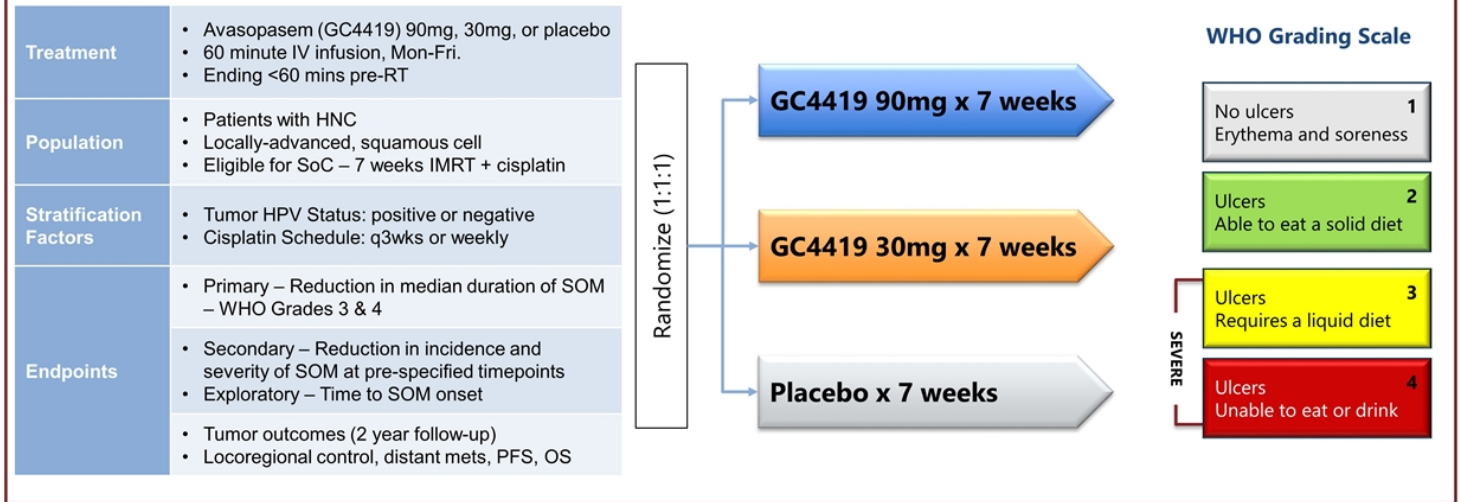 Treatment
• Avasopasem (GC4419) 90mg, 30mg, or placebo
• 60 minute IV infusion, Mon-Fri.
• Ending <60 mins pre-RT
Population
• Patients with HNC
• Locally-advanced, squamous cell
• Eligible for SoC – 7 weeks IMRT + cisplatin
Stratification
Factors
• Tumor HPV Status: positive or negative
• Cisplatin Schedule: q3wks or weekly
Endpoints
• Primary – Reduction in median duration of SOM
– WHO Grades 3 & 4
• Secondary – Reduction in incidence and
severity of SOM at pre-specified timepoints
• Exploratory – Time to SOM onset
• Tumor outcomes (2 year follow-up)
• Locoregional control, distant mets, PFS, OS
Randomize (1:1:1)
GC4419 90mg x 7 weeks
GC4419 30mg x 7 weeks
Placebo x 7 weeks
WHO Grading Scale
No ulcers 1
Erythema and soreness
Ulcers 2
Able to eat a solid diet
SEVERE
Ulcers 3
Requires a liquid diet
Ulcers 4
Unable to eat or drink